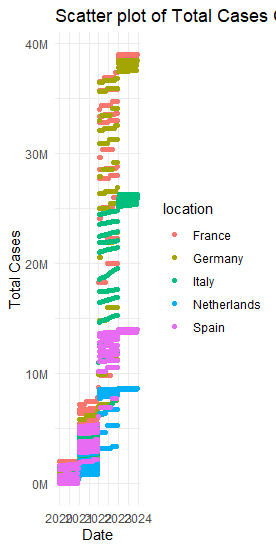 Scatter plot of Total Cases
40M
30M
20M
10M
0M
Total Cases
2024
Date
location
France
Germany
Italy
Netherlands
Spain